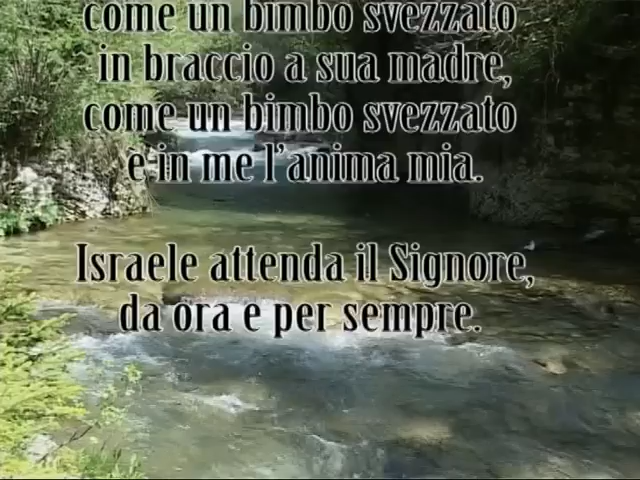 come un bimbo svezzato
in braccio a sua madre,
come un bimbo svezzato
è in me l'anima mia.
Israele attenda il Signore,
da ora e per sempre.